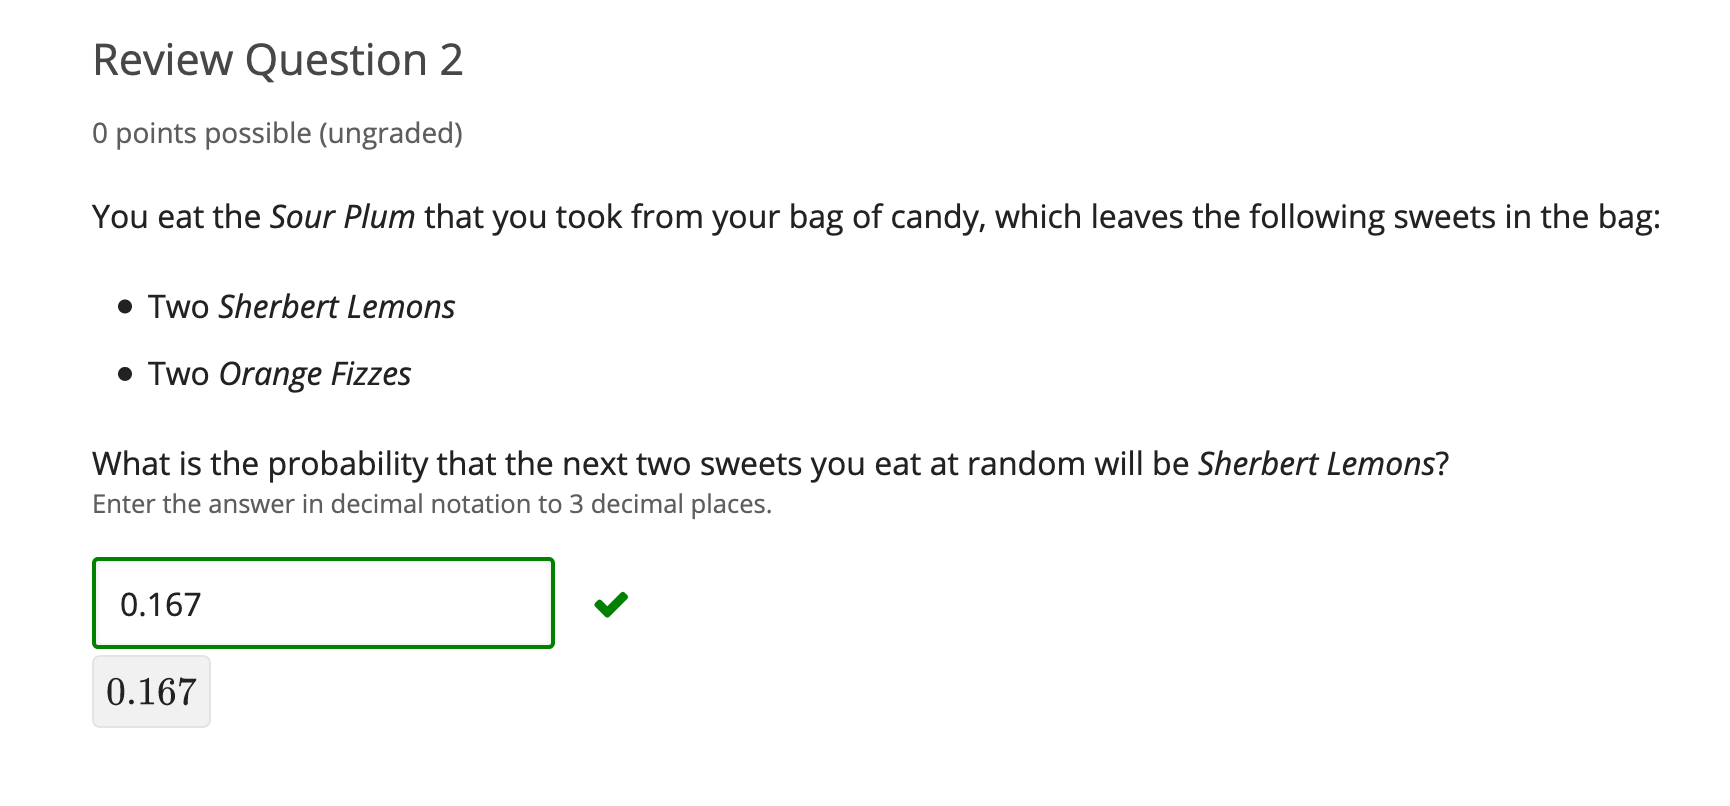 Review Question 2
0 points possible (ungraded)
You eat the Sour Plum that you took from your bag of candy, which leaves the following sweets in the bag:
• Two Sherbert Lemons
• Two Orange Fizzes
What is the probability that the next two sweets you eat at random will be Sherbert Lemons?
Enter the answer in decimal notation to 3 decimal places.
0.167
0.167